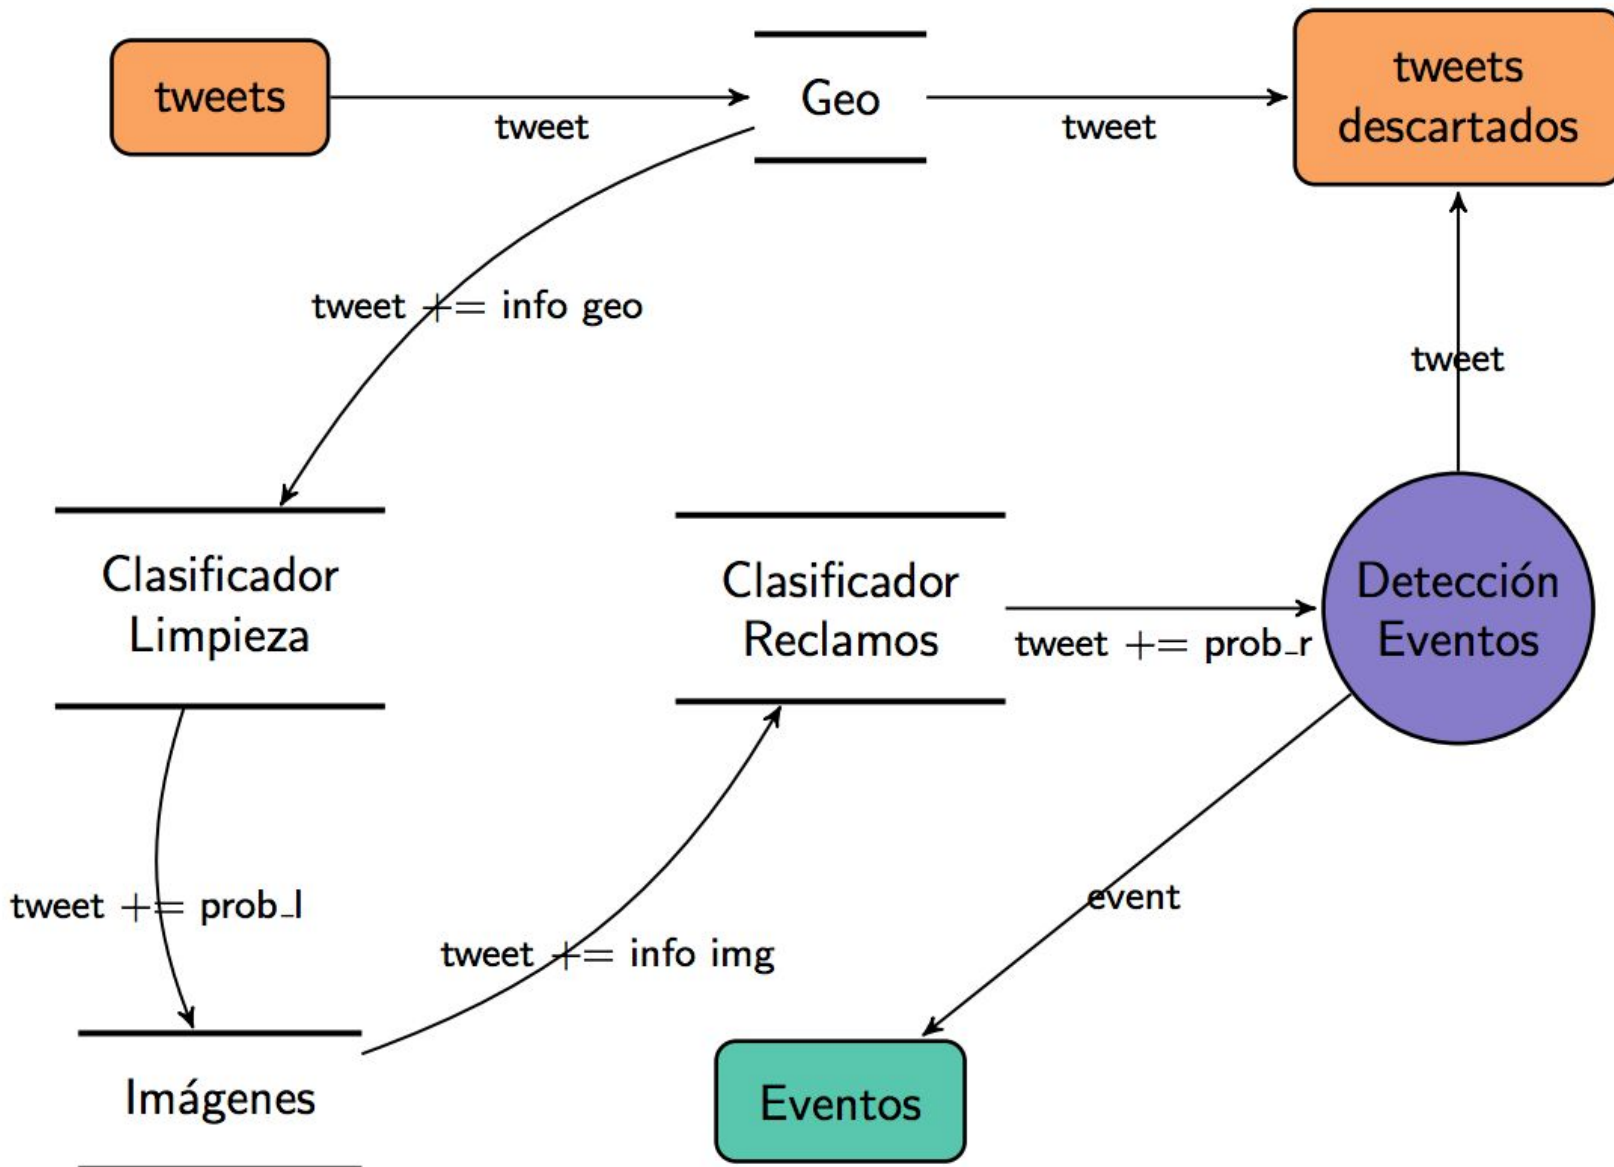 tweets
tweet
Geo
tweet
tweets
descartados
tweet += info geo
tweet
Clasificador
Limpieza
Clasificador
Reclamos
tweet += prob_r
Detección
Eventos
tweet += prob_l
tweet += info img
event
Imágenes
Eventos